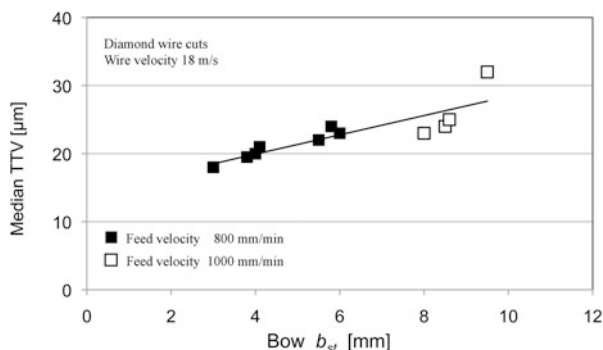 40
30
20
10
0
Median TTV [µm]
Diamond wire cuts
Wire velocity 18 m/s
Feed velocity 800 mm/min
Feed velocity 1000 mm/min
0 2 4 6 8 10 12
Bow b_sf [mm]